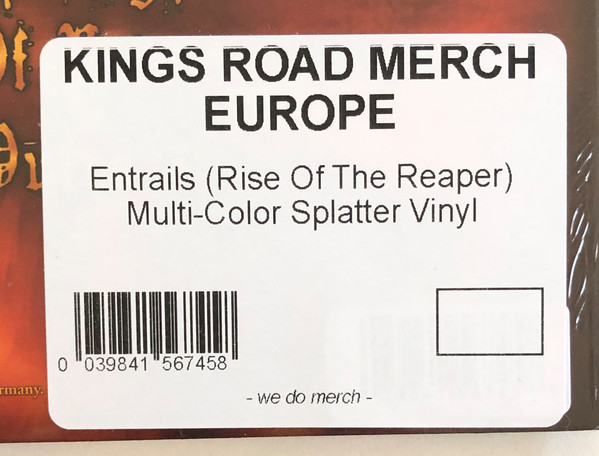 KINGS ROAD MERCH
EUROPE
Entrails (Rise Of The Reaper)
Multi-Color Splatter Vinyl
0 039841 567458
- we do merch -
rmany.